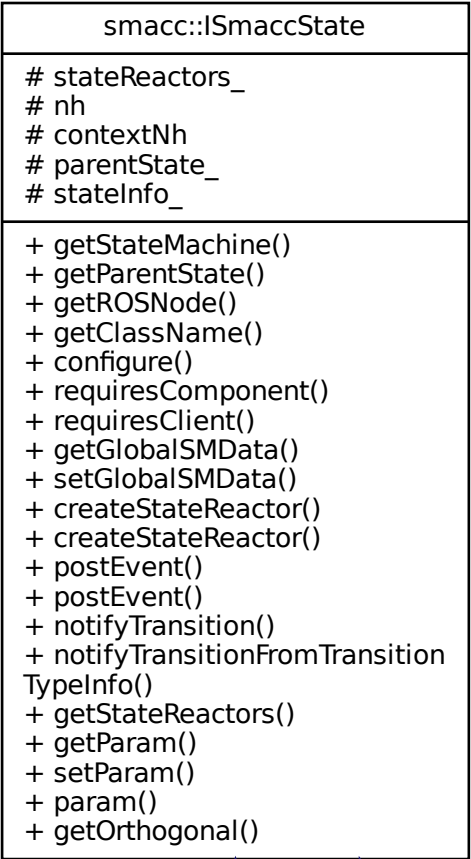 smacc::ISmaccState
# stateReactors_
# nh
# contextNh
# parentState_
# stateInfo_
+ getStateMachine()
+ getParentState()
+ getROSNode()
+ getClassName()
+ configure()
+ requiresComponent()
+ requiresClient()
+ getGlobalSMData()
+ setGlobalSMData()
+ createStateReactor()
+ createStateReactor()
+ postEvent()
+ postEvent()
+ notifyTransition()
+ notifyTransitionFromTransition
TypeInfo()
+ getStateReactors()
+ getParam()
+ setParam()
+ param()
+ getOrthogonal()